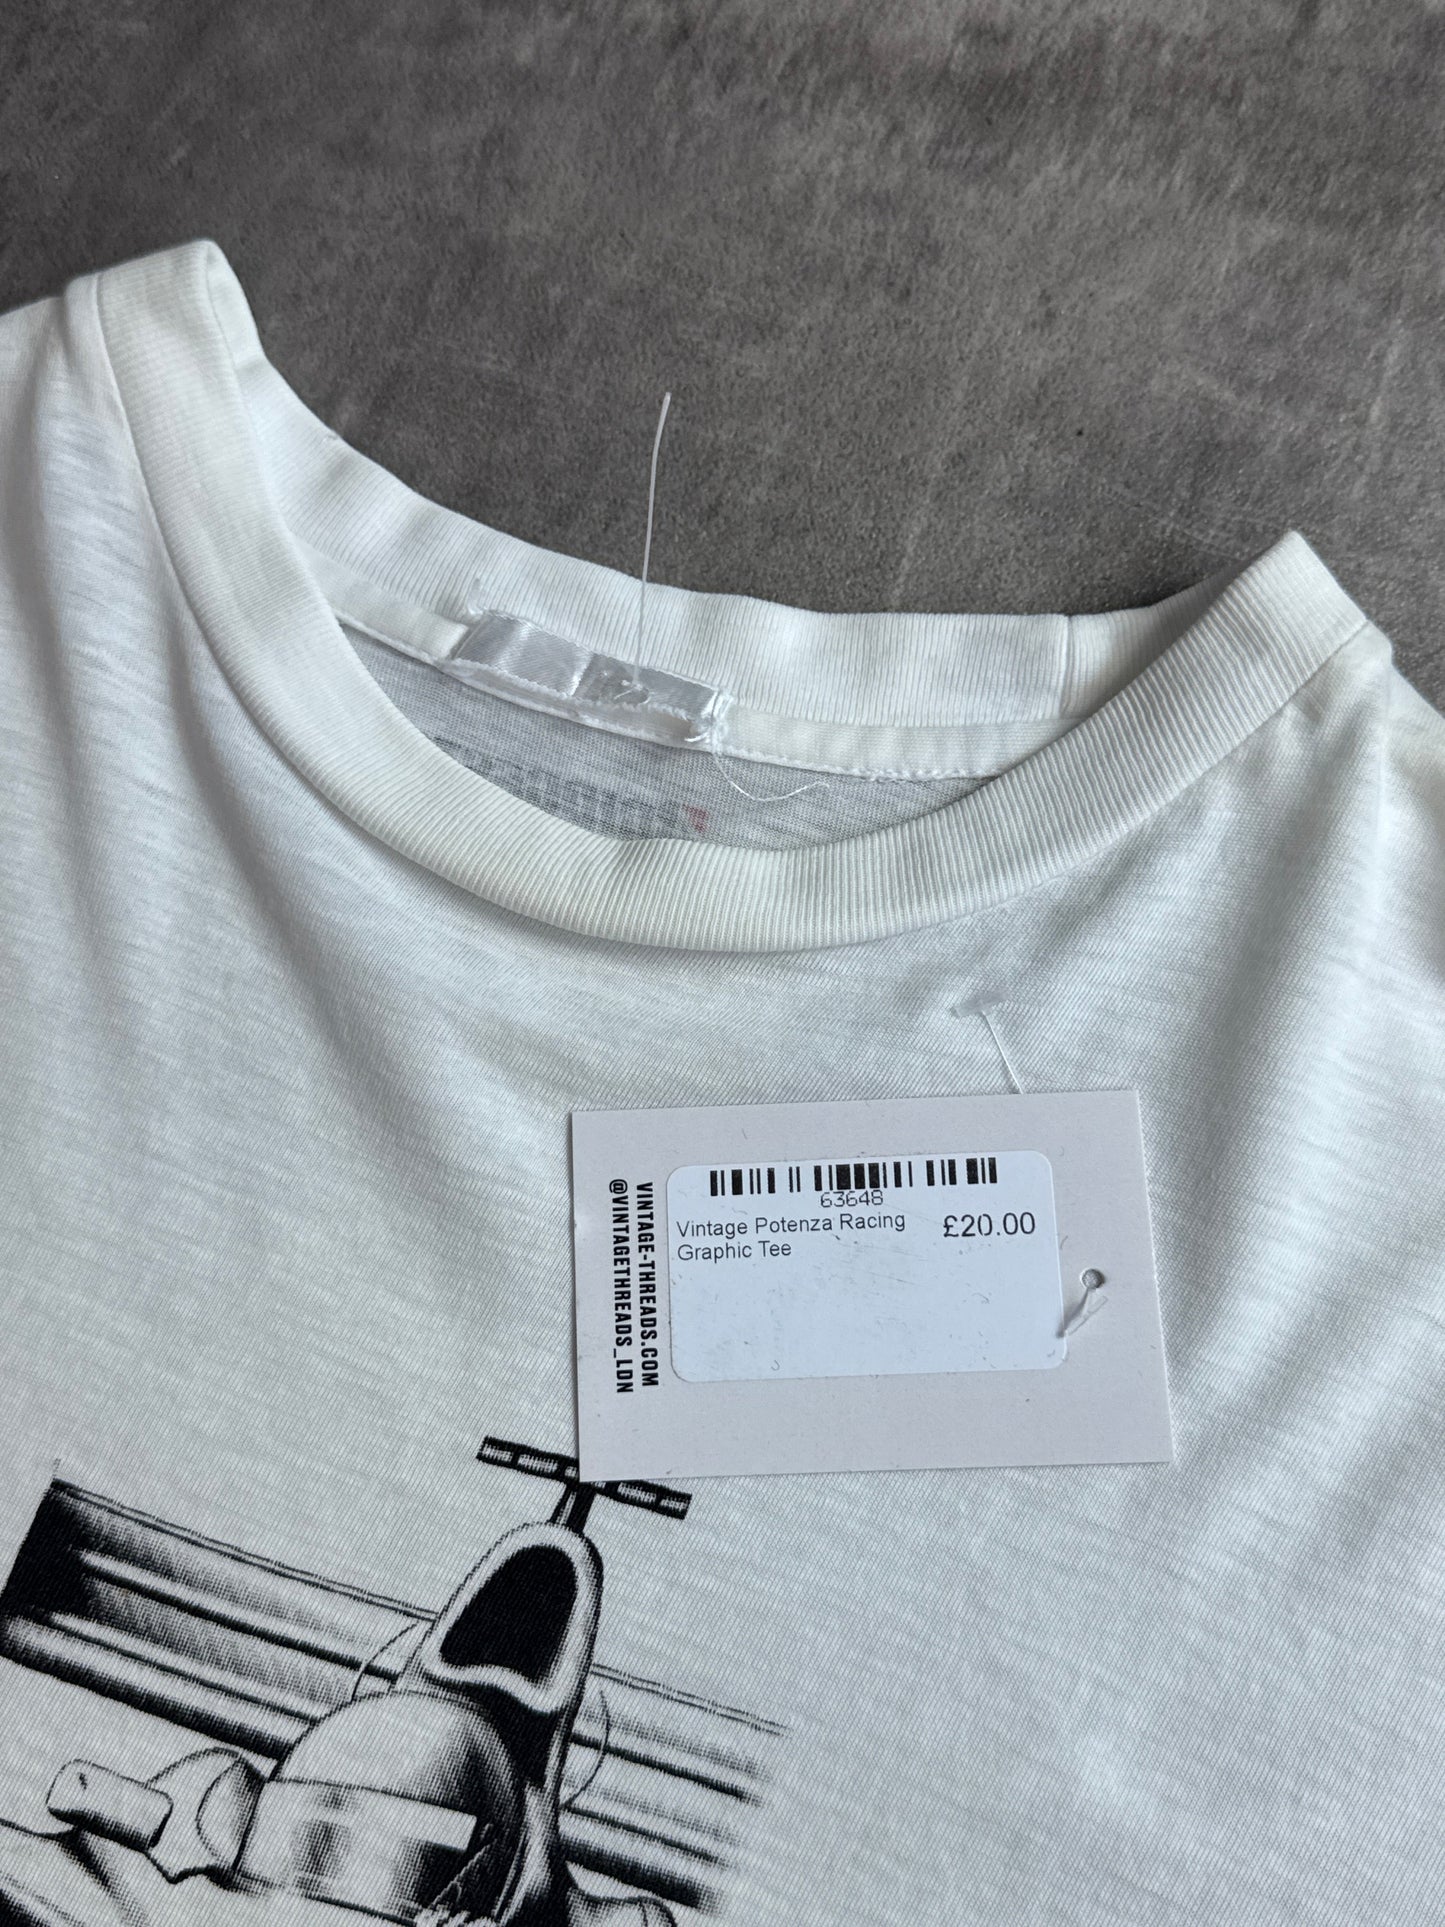 63648
Vintage Potenza Racing
Graphic Tee
£20.00
VINTAGE-THREADS.COM
@VINTAGETHREADS_LDN